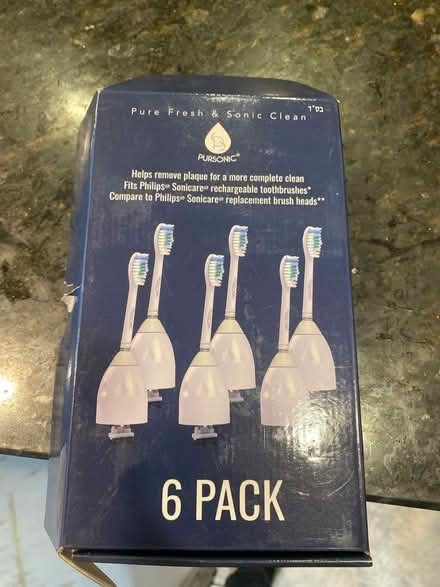 בס"ד
Pure Fresh & Sonic Clean
PURSONIC®
Helps remove plaque for a more complete clean
Fits Philips® Sonicare® rechargeable toothbrushes*
Compare to Philips® Sonicare® replacement brush heads**
6 PACK